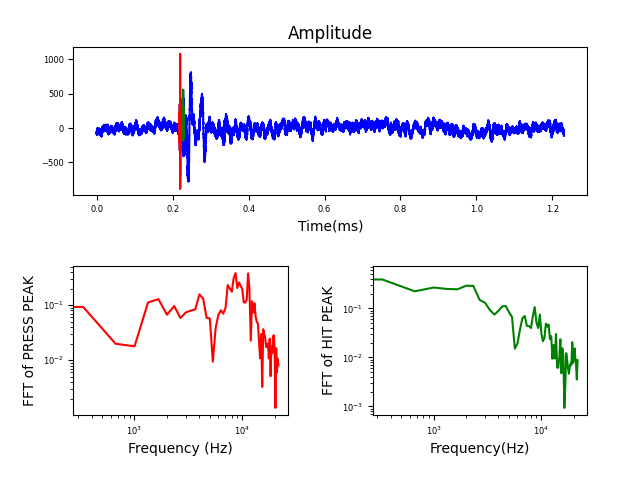 Amplitude
1000
500
0
−500
0.0 0.2 0.4 0.6 0.8 1.0 1.2
Time(ms)
FFT of PRESS PEAK
10⁻¹
10⁻²
10³ 10⁴
Frequency (Hz)
FFT of HIT PEAK
10⁻¹
10⁻²
10⁻³
10³ 10⁴
Frequency(Hz)